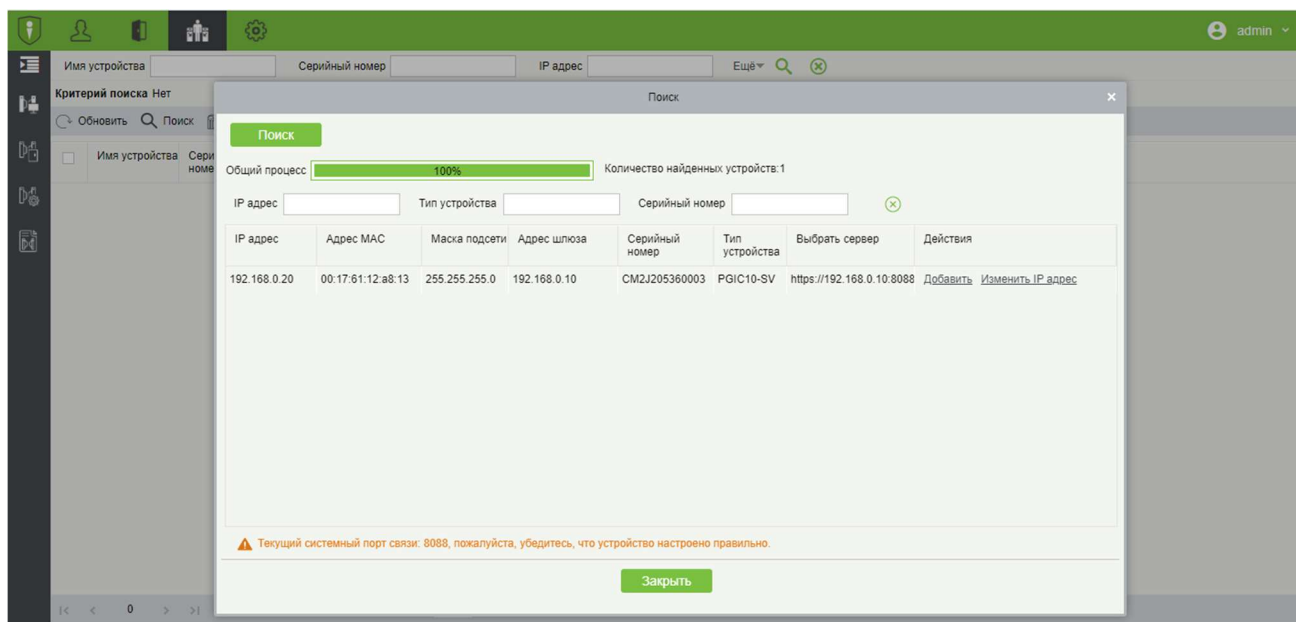 admin
Имя устройства Серийный номер IP адрес Ещё
Критерий поиска Нет
Обновить Поиск
Имя устройства
Поиск
Поиск
Общий процесс 100% Количество найденных устройств:1
IP адрес Тип устройства Серийный номер
IP адрес Адрес MAC Маска подсети Адрес шлюза Серийный номер Тип устройства Выбрать сервер Действия
192.168.0.20 00:17:61:12:a8:13 255.255.255.0 192.168.0.10 CM2J205360003 PGIC10-SV https://192.168.0.10:8088 Добавить Изменить IP адрес
Текущий системный порт связи: 8088, пожалуйста, убедитесь, что устройство настроено правильно.
Закрыть
0